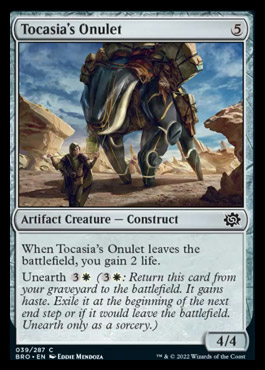 Tocasia's Onulet 5
Artifact Creature — Construct
When Tocasia's Onulet leaves the
battlefield, you gain 2 life.
Unearth 3 (3: Return this card from
your graveyard to the battlefield. It gains
haste. Exile it at the beginning of the next
end step or if it would leave the battlefield.
Unearth only as a sorcery.)
4/4
039/287 C
BRO • EN Eddie Mendoza ™ & © 2022 Wizards of the Coast